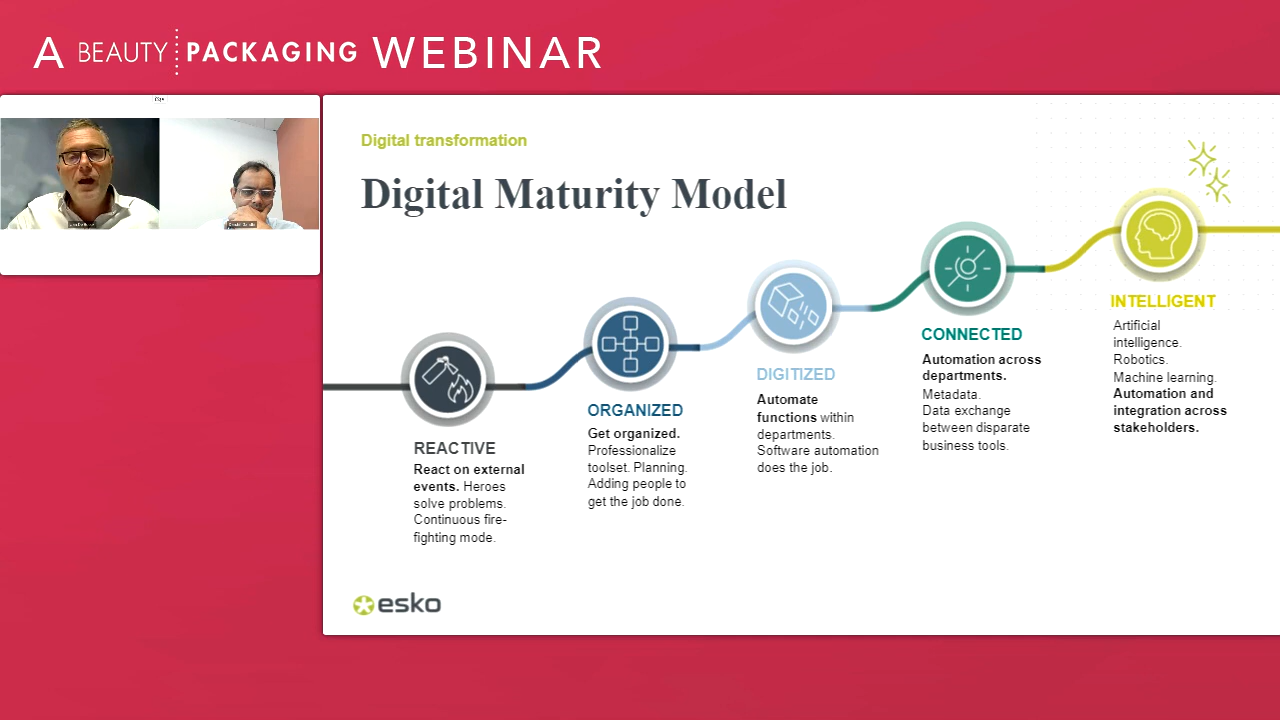 A BEAUTY PACKAGING WEBINAR
Digital transformation
Digital Maturity Model
REACTIVE
React on external
events. Heroes
solve problems.
Continuous fire-
fighting mode.
ORGANIZED
Get organized.
Professionalize
toolset. Planning.
Adding people to
get the job done.
DIGITIZED
Automate
functions within
departments.
Software automation
does the job.
CONNECTED
Automation across
departments.
Metadata.
Data exchange
between disparate
business tools.
INTELLIGENT
Artificial
intelligence.
Robotics.
Machine learning.
Automation and
integration across
stakeholders.
esko